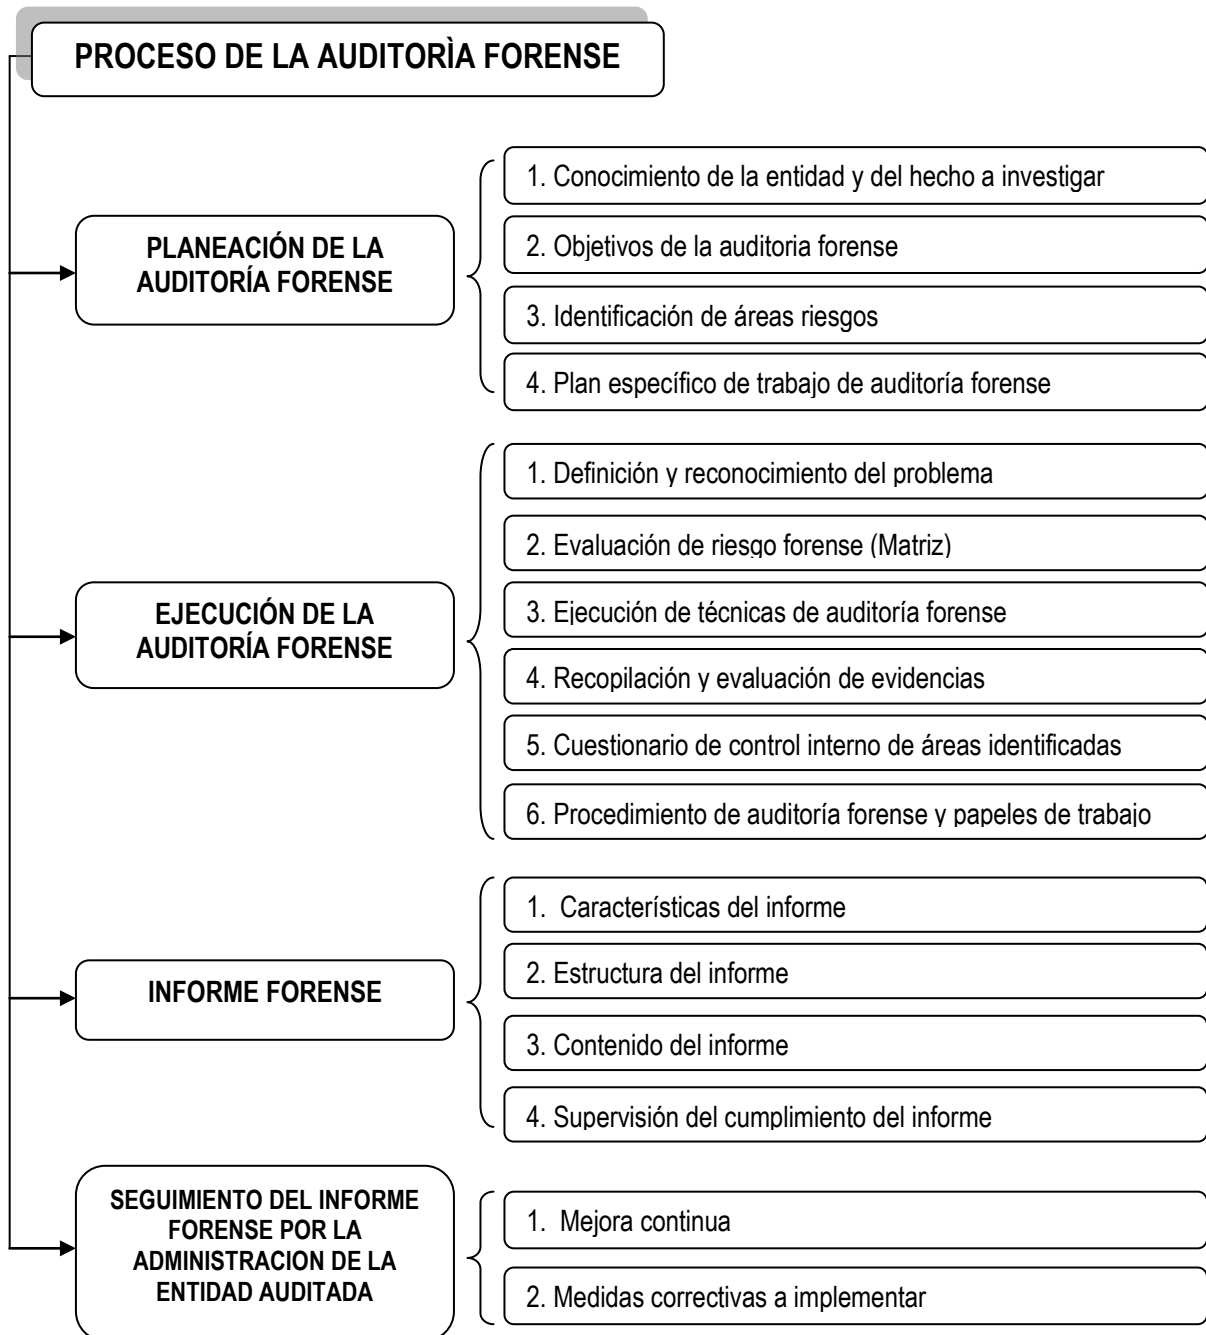 PROCESO DE LA AUDITORÌA FORENSE
PLANEACIÓN DE LA
AUDITORÍA FORENSE
1. Conocimiento de la entidad y del hecho a investigar
2. Objetivos de la auditoria forense
3. Identificación de áreas riesgos
4. Plan específico de trabajo de auditoría forense
EJECUCIÓN DE LA
AUDITORÍA FORENSE
1. Definición y reconocimiento del problema
2. Evaluación de riesgo forense (Matriz)
3. Ejecución de técnicas de auditoría forense
4. Recopilación y evaluación de evidencias
5. Cuestionario de control interno de áreas identificadas
6. Procedimiento de auditoría forense y papeles de trabajo
INFORME FORENSE
1. Características del informe
2. Estructura del informe
3. Contenido del informe
4. Supervisión del cumplimiento del informe
SEGUIMIENTO DEL INFORME
FORENSE POR LA
ADMINISTRACION DE LA
ENTIDAD AUDITADA
1. Mejora continua
2. Medidas correctivas a implementar